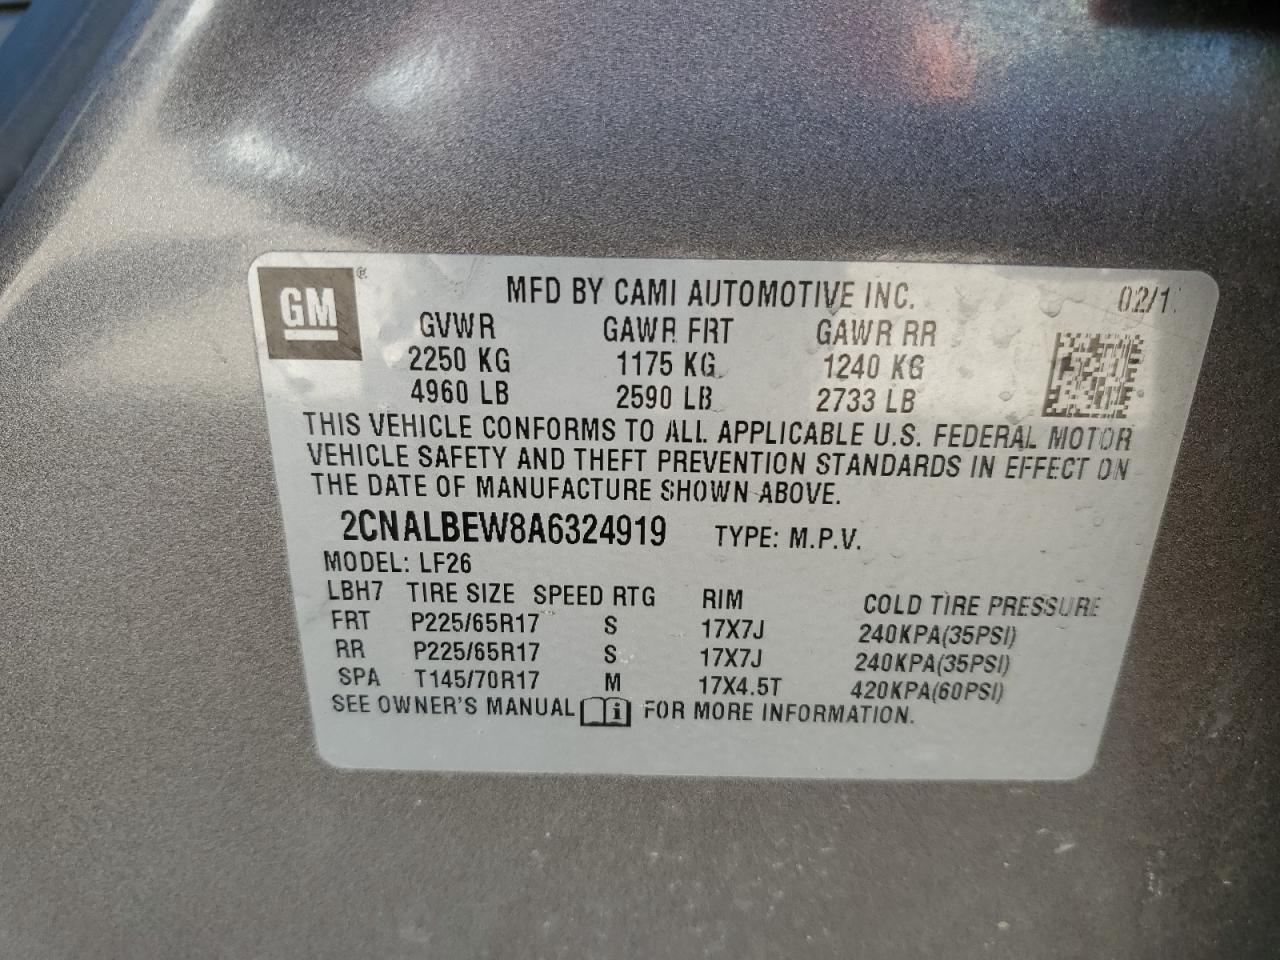 GM ®
MFD BY CAMI AUTOMOTIVE INC. 02/1
GVWR GAWR FRT GAWR RR
2250 KG 1175 KG 1240 KG
4960 LB 2590 LB 2733 LB
THIS VEHICLE CONFORMS TO ALL APPLICABLE U.S. FEDERAL MOTOR
VEHICLE SAFETY AND THEFT PREVENTION STANDARDS IN EFFECT ON
THE DATE OF MANUFACTURE SHOWN ABOVE.
2CNALBEW8A6324919 TYPE: M.P.V.
MODEL: LF26
LBH7 TIRE SIZE SPEED RTG RIM COLD TIRE PRESSURE
FRT P225/65R17 S 17X7J 240KPA(35PSI)
RR P225/65R17 S 17X7J 240KPA(35PSI)
SPA T145/70R17 M 17X4.5T 420KPA(60PSI)
SEE OWNER'S MANUAL i FOR MORE INFORMATION.